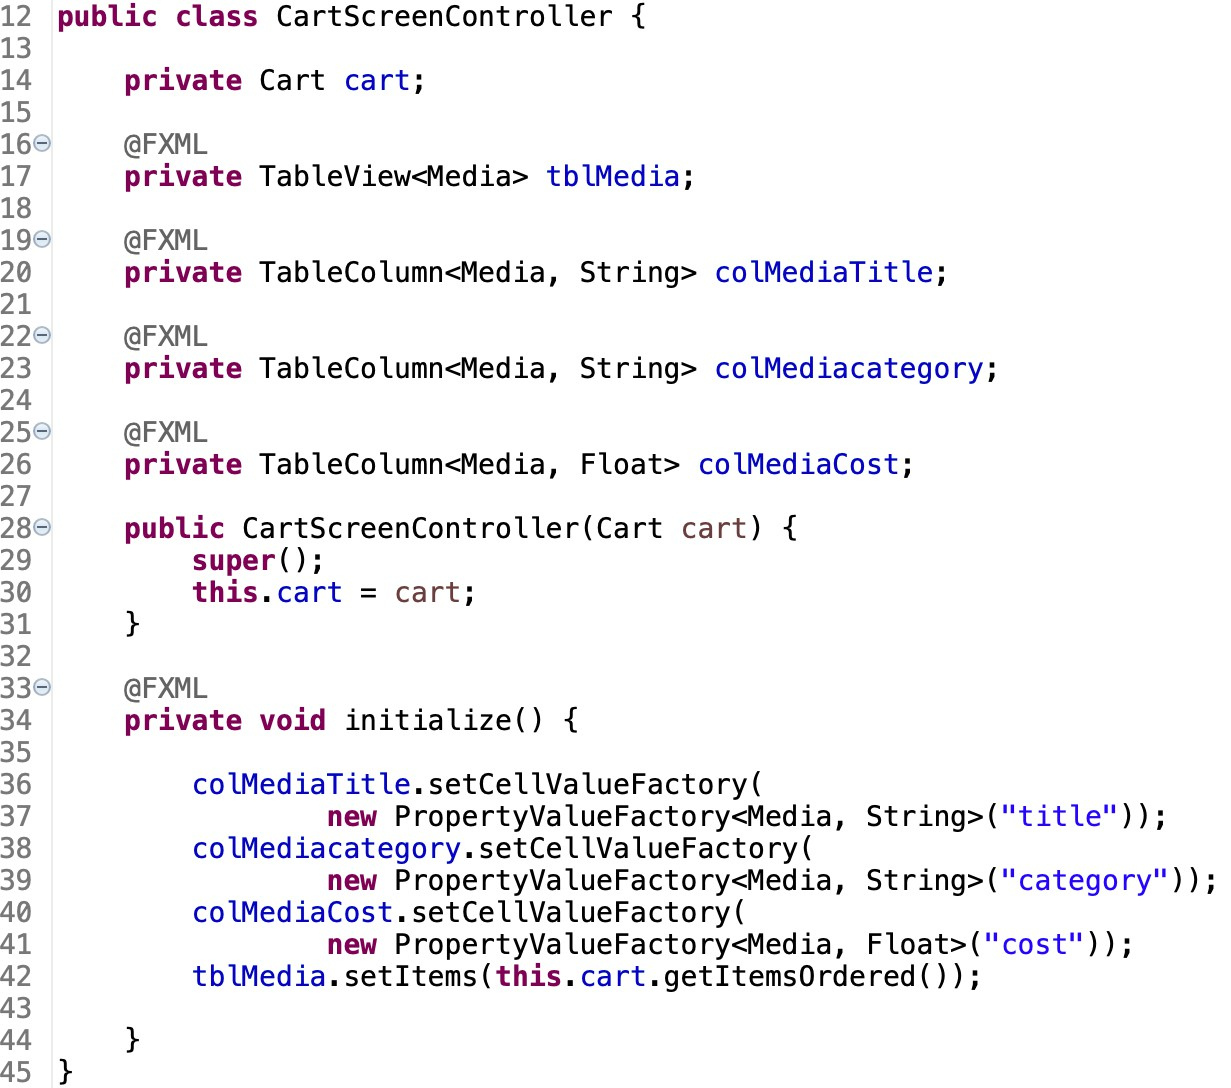 12 public class CartScreenController {
13
14     private Cart cart;
15
16     @FXML
17     private TableView<Media> tblMedia;
18
19     @FXML
20     private TableColumn<Media, String> colMediaTitle;
21
22     @FXML
23     private TableColumn<Media, String> colMediacategory;
24
25     @FXML
26     private TableColumn<Media, Float> colMediaCost;
27
28     public CartScreenController(Cart cart) {
29         super();
30         this.cart = cart;
31     }
32
33     @FXML
34     private void initialize() {
35
36         colMediaTitle.setCellValueFactory(
37                 new PropertyValueFactory<Media, String>("title"));
38         colMediacategory.setCellValueFactory(
39                 new PropertyValueFactory<Media, String>("category"));
40         colMediaCost.setCellValueFactory(
41                 new PropertyValueFactory<Media, Float>("cost"));
42         tblMedia.setItems(this.cart.getItemsOrdered());
43
44     }
45 }